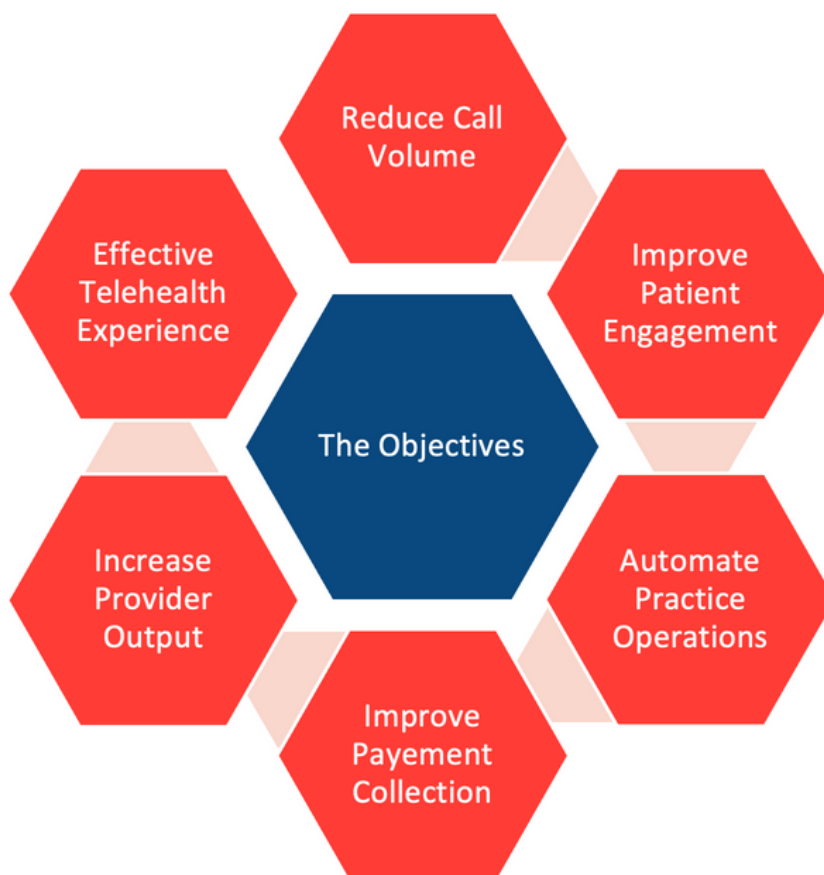 Reduce Call
Volume
Improve
Patient
Engagement
Automate
Practice
Operations
Improve
Payement
Collection
Increase
Provider
Output
Effective
Telehealth
Experience
The Objectives